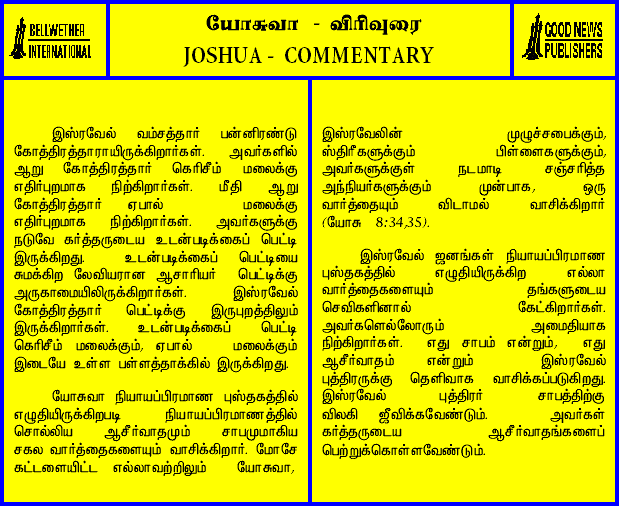 BELLWETHER
INTERNATIONAL
யோசுவா - விரிவுரை
JOSHUA - COMMENTARY
GOOD NEWS
PUBLISHERS
இஸ்ரவேல் வம்சத்தார் பன்னிரண்டு
கோத்திரத்தாராயிருக்கிறார்கள். அவர்களில்
ஆறு கோத்திரத்தார் கெரிசீம் மலைக்கு
எதிர்புறமாக நிற்கிறார்கள். மீதி ஆறு
கோத்திரத்தார் ஏபால் மலைக்கு
எதிர்புறமாக நிற்கிறார்கள். அவர்களுக்கு
நடுவே கர்த்தருடைய உடன்படிக்கைப் பெட்டி
இருக்கிறது. உடன்படிக்கைப் பெட்டியை
சுமக்கிற லேவியரான ஆசாரியர் பெட்டிக்கு
அருகாமையிலிருக்கிறார்கள். இஸ்ரவேல்
கோத்திரத்தார் பெட்டிக்கு இருபுறத்திலும்
இருக்கிறார்கள். உடன்படிக்கைப் பெட்டி
கெரிசீம் மலைக்கும், ஏபால் மலைக்கும்
இடையே உள்ள பள்ளத்தாக்கில் இருக்கிறது.
யோசுவா நியாயப்பிரமாண புஸ்தகத்தில்
எழுதியிருக்கிறபடி நியாயப்பிரமாணத்தில்
சொல்லிய ஆசீர்வாதமும் சாபமுமாகிய
சகல வார்த்தைகளையும் வாசிக்கிறார். மோசே
கட்டளையிட்ட எல்லாவற்றிலும் யோசுவா,
இஸ்ரவேலின் முழுச்சபைக்கும்,
ஸ்திரீகளுக்கும் பிள்ளைகளுக்கும்,
அவர்களுக்குள் நடமாடி சஞ்சரித்த
அந்நியர்களுக்கும் முன்பாக, ஒரு
வார்த்தையும் விடாமல் வாசிக்கிறார்
(யோசு 8:34,35).
இஸ்ரவேல் ஜனங்கள் நியாயப்பிரமாண
புஸ்தகத்தில் எழுதியிருக்கிற எல்லா
வார்த்தைகளையும் தங்களுடைய
செவிகளினால் கேட்கிறார்கள்.
அவர்களெல்லோரும் அமைதியாக
நிற்கிறார்கள். எது சாபம் என்றும், எது
ஆசீர்வாதம் என்றும் இஸ்ரவேல்
புத்திரருக்கு தெளிவாக வாசிக்கப்படுகிறது.
இஸ்ரவேல் புத்திரர் சாபத்திற்கு
விலகி ஜீவிக்கவேண்டும். அவர்கள்
கர்த்தருடைய ஆசீர்வாதங்களைப்
பெற்றுக்கொள்ளவேண்டும்.